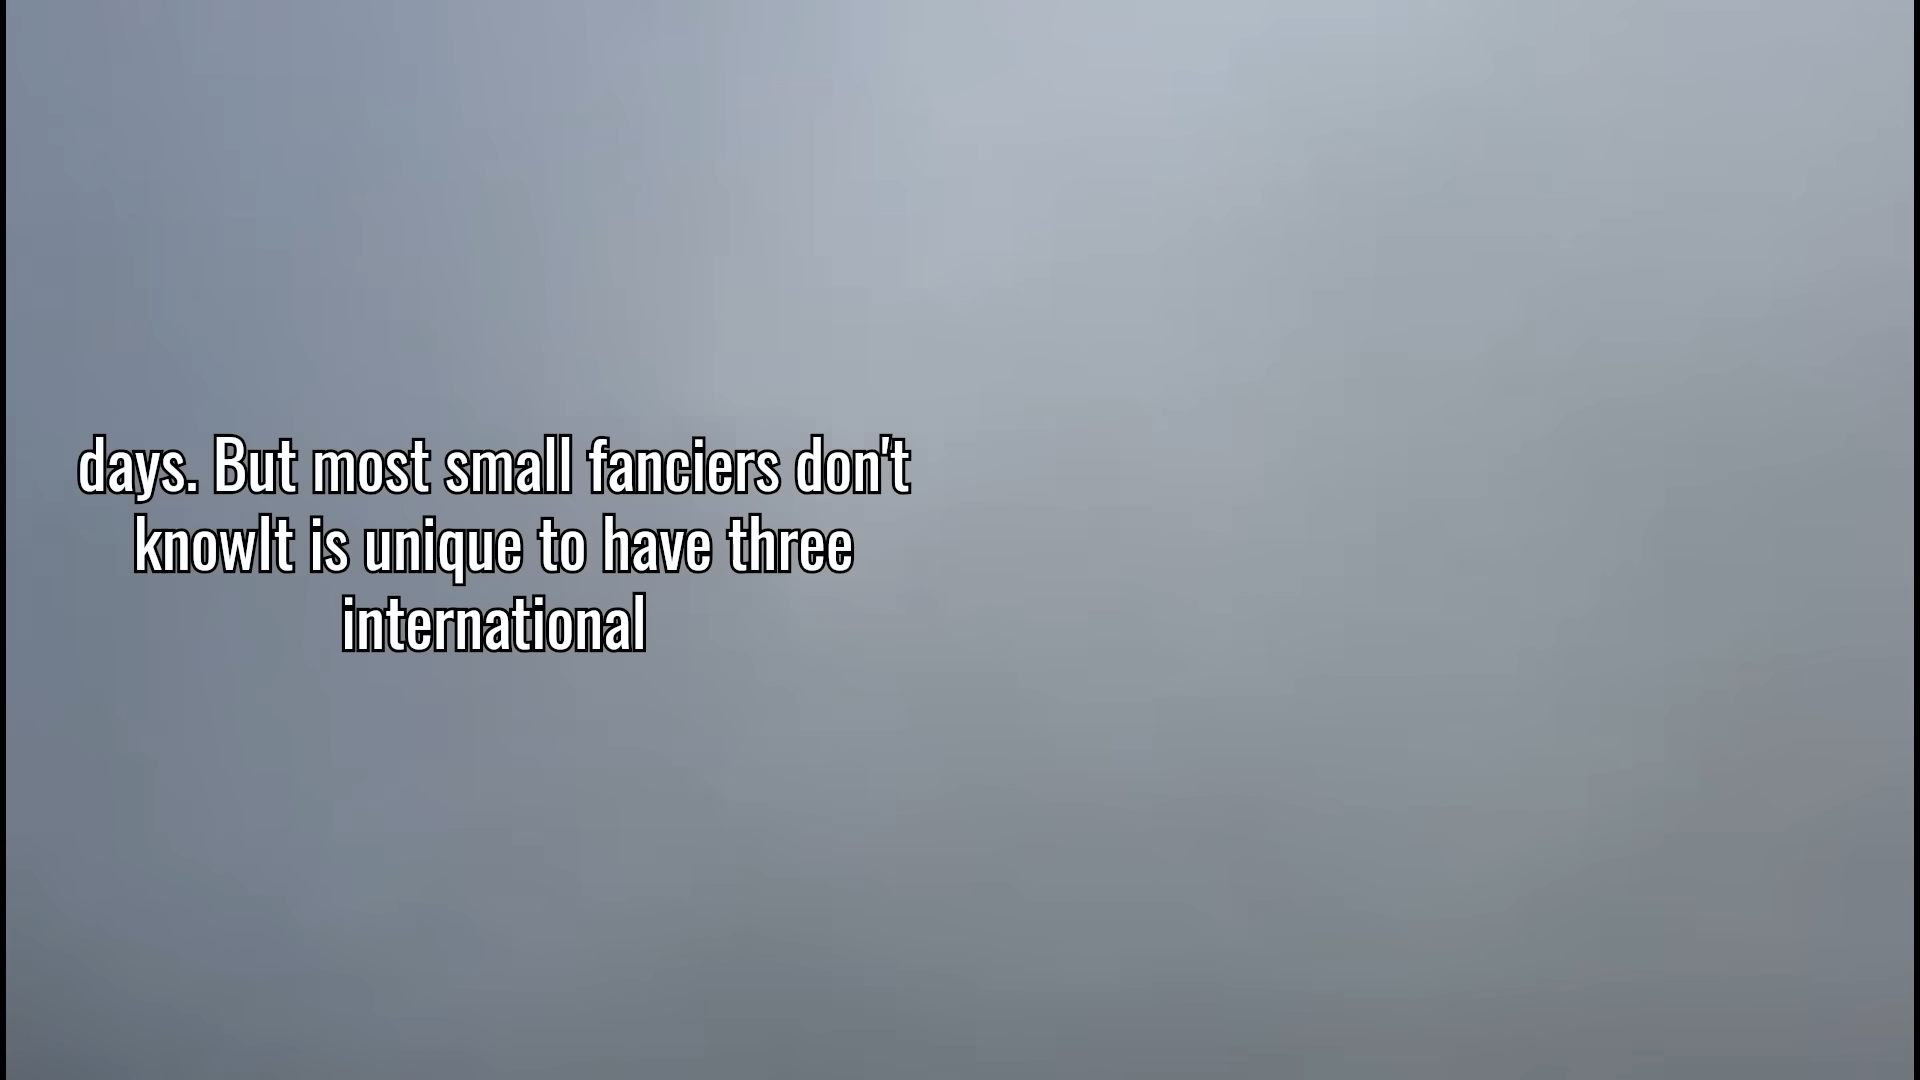 days. But most small fanciers don't
knowIt is unique to have three
international